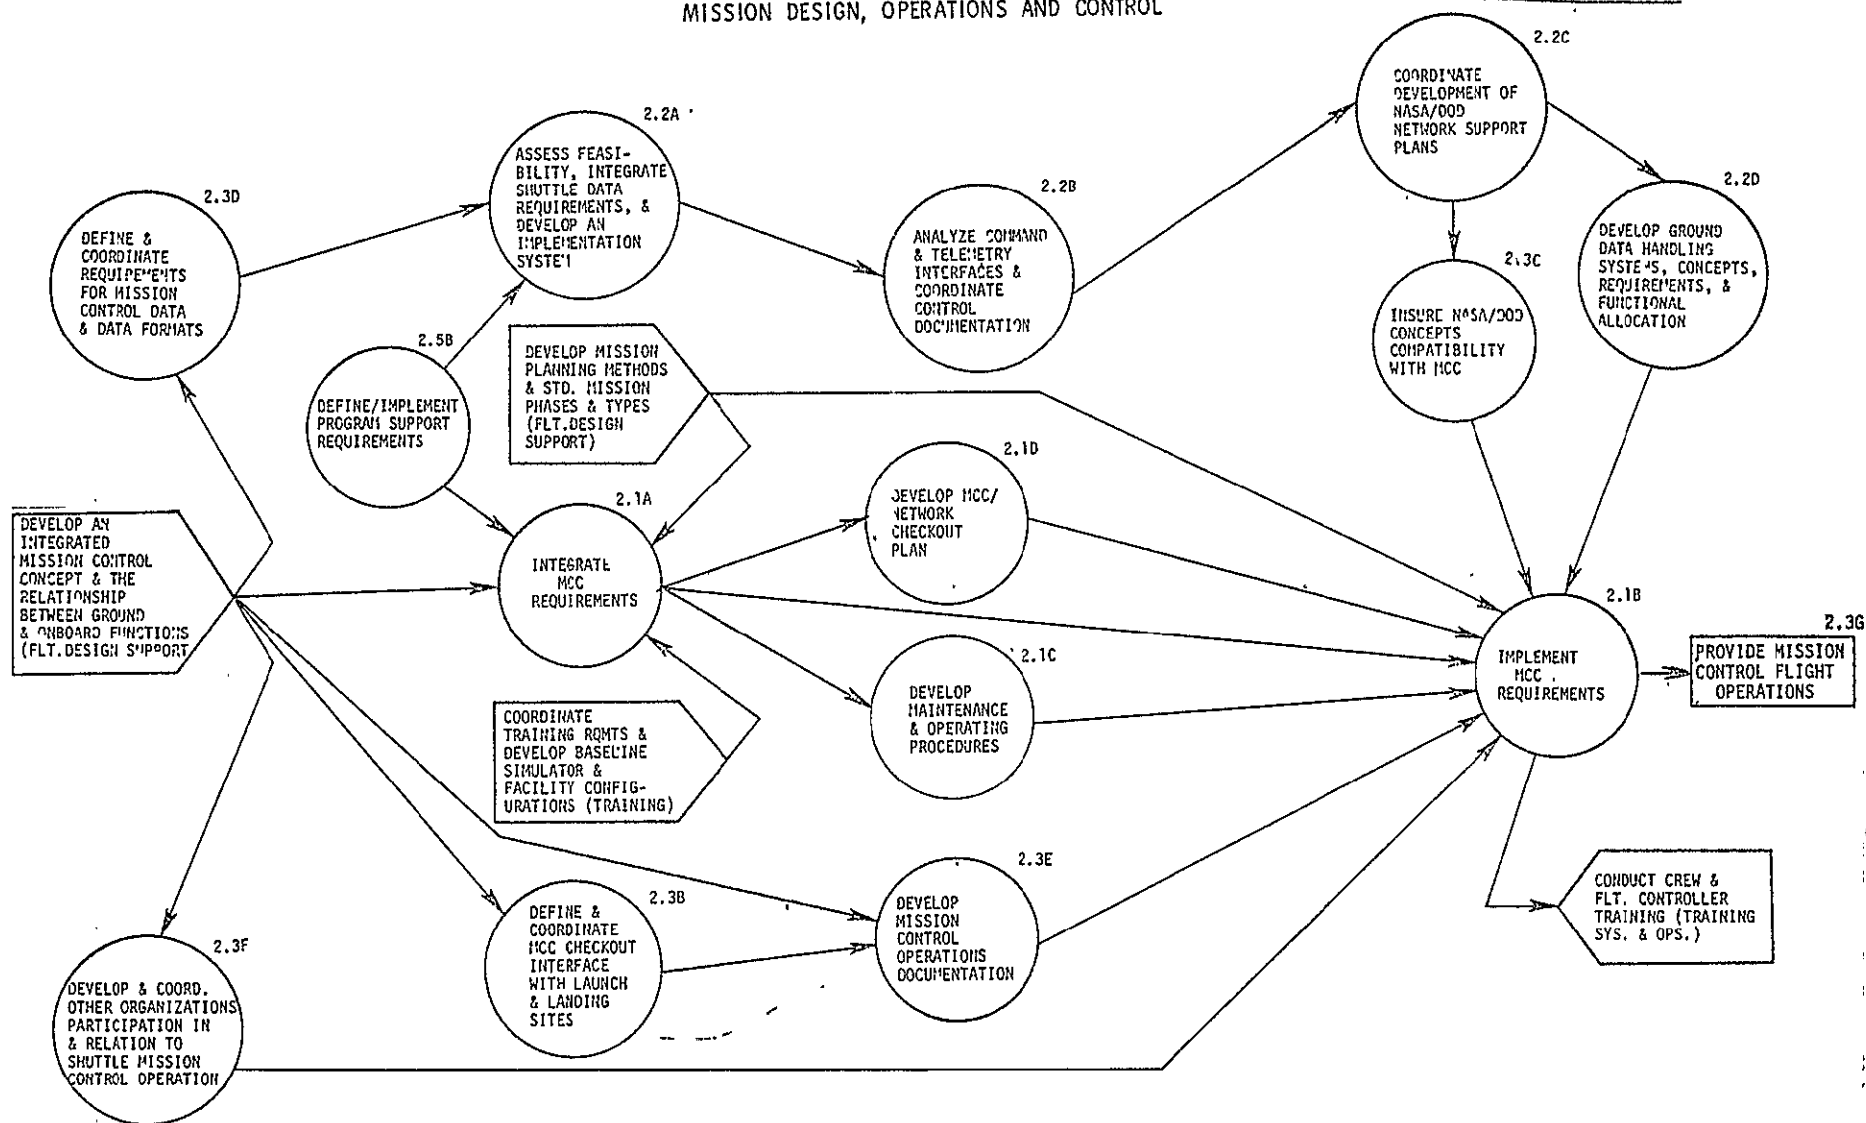 MISSION DESIGN, OPERATIONS AND CONTROL
2.2C
COORDINATE
DEVELOPMENT OF
NASA/DOD
NETWORK SUPPORT
PLANS
2.2A
ASSESS FEASI-
BILITY, INTEGRATE
SHUTTLE DATA
REQUIREMENTS, &
DEVELOP AN
IMPLEMENTATION
SYSTEM
2.3D
DEFINE &
COORDINATE
REQUIREMENTS
FOR MISSION
CONTROL DATA
& DATA FORMATS
2.2B
ANALYZE COMMAND
& TELEMETRY
INTERFACES &
COORDINATE
CONTROL
DOCUMENTATION
2.2D
DEVELOP GROUND
DATA HANDLING
SYSTEMS, CONCEPTS,
REQUIREMENTS, &
FUNCTIONAL
ALLOCATION
2.3C
INSURE NASA/DOD
CONCEPTS
COMPATIBILITY
WITH MCC
2.5B
DEFINE/IMPLEMENT
PROGRAM SUPPORT
REQUIREMENTS
DEVELOP MISSION
PLANNING METHODS
& STD. MISSION
PHASES & TYPES
(FLT.DESIGN
SUPPORT)
2.1D
DEVELOP MCC/
NETWORK
CHECKOUT
PLAN
2.1A
INTEGRATE
MCC
REQUIREMENTS
DEVELOP AN
INTEGRATED
MISSION CONTROL
CONCEPT & THE
RELATIONSHIP
BETWEEN GROUND
& ONBOARD FUNCTIONS
(FLT.DESIGN SUPPORT
2.1B
IMPLEMENT
MCC
REQUIREMENTS
2.3G
PROVIDE MISSION
CONTROL FLIGHT
OPERATIONS
2.1C
DEVELOP
MAINTENANCE
& OPERATING
PROCEDURES
COORDINATE
TRAINING RQMTS &
DEVELOP BASELINE
SIMULATOR &
FACILITY CONFIG-
URATIONS (TRAINING)
2.3E
DEVELOP
MISSION
CONTROL
OPERATIONS
DOCUMENTATION
CONDUCT CREW &
FLT. CONTROLLER
TRAINING (TRAINING
SYS. & OPS.)
2.3B
DEFINE &
COORDINATE
MCC CHECKOUT
INTERFACE
WITH LAUNCH
& LANDING
SITES
2.3F
DEVELOP & COORD.
OTHER ORGANIZATIONS
PARTICIPATION IN
& RELATION TO
SHUTTLE MISSION
CONTROL OPERATION